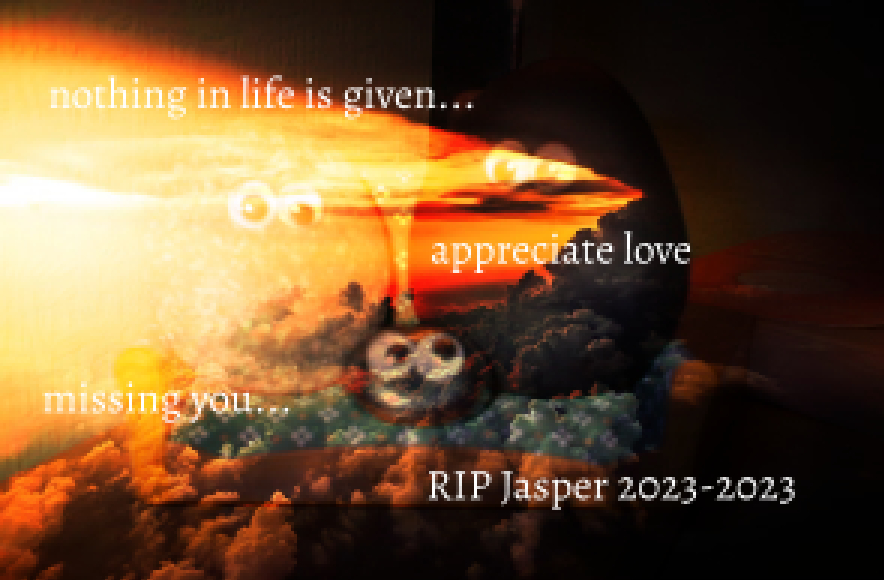 nothing in life is given...
appreciate love
missing you...
RIP Jasper 2023-2023